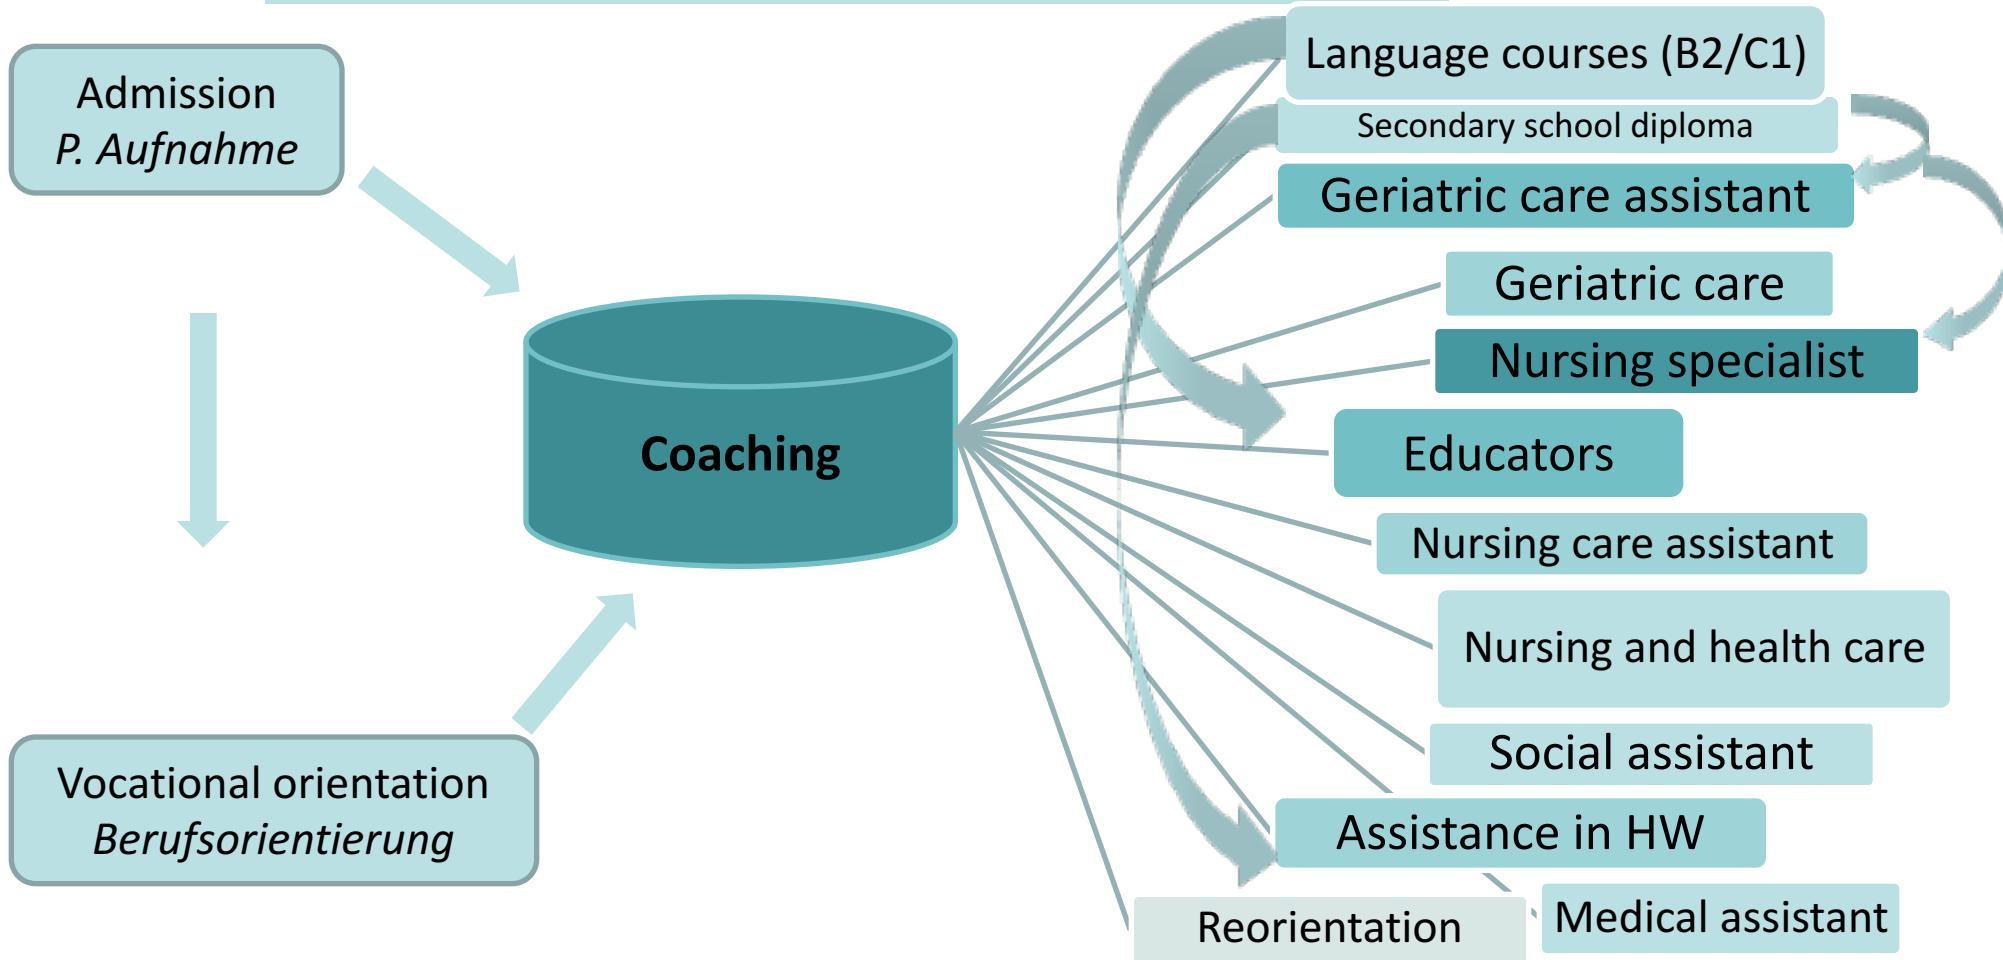 Admission
P. Aufnahme
Vocational orientation
Berufsorientierung
Coaching
Language courses (B2/C1)
Secondary school diploma
Geriatric care assistant
Geriatric care
Nursing specialist
Educators
Nursing care assistant
Nursing and health care
Social assistant
Assistance in HW
Medical assistant
Reorientation